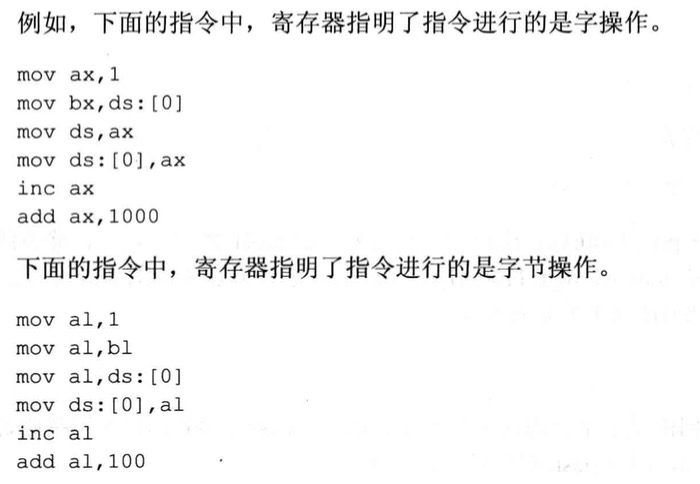 例如，下面的指令中，寄存器指明了指令进行的是字操作。
mov ax,1
mov bx,ds:[0]
mov ds,ax
mov ds:[0],ax
inc ax
add ax,1000
下面的指令中，寄存器指明了指令进行的是字节操作。
mov al,1
mov al,bl
mov al,ds:[0]
mov ds:[0],al
inc al
add al,100